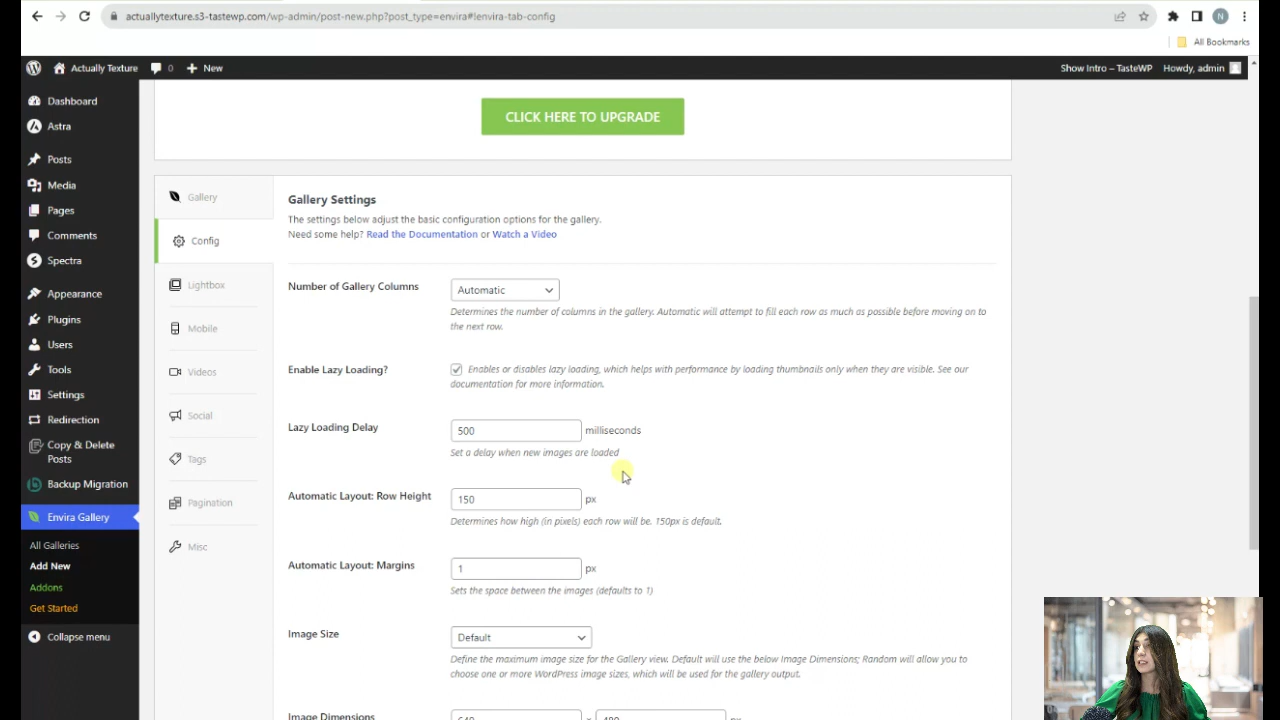 actuallytexture.s3-tastewp.com/wp-admin/post-new.php?post_type=envira#!envira-tab-config
N
All Bookmarks
Actually Texture
0
New
Show Intro – TasteWP
Howdy, admin
Dashboard
Astra
Posts
Media
Pages
Comments
Spectra
Appearance
Plugins
Users
Tools
Settings
Redirection
Copy & Delete
Posts
Backup Migration
Envira Gallery
All Galleries
Add New
Addons
Get Started
Collapse menu
CLICK HERE TO UPGRADE
Gallery
Config
Lightbox
Mobile
Videos
Social
Tags
Pagination
Misc
Gallery Settings
The settings below adjust the basic configuration options for the gallery.
Need some help? Read the Documentation or Watch a Video
Number of Gallery Columns
Automatic
Determines the number of columns in the gallery. Automatic will attempt to fill each row as much as possible before moving on to
the next row.
Enable Lazy Loading?
Enables or disables lazy loading, which helps with performance by loading thumbnails only when they are visible. See our
documentation for more information.
Lazy Loading Delay
500 milliseconds
Set a delay when new images are loaded
Automatic Layout: Row Height
150 px
Determines how high (in pixels) each row will be. 150px is default.
Automatic Layout: Margins
1 px
Sets the space between the images (defaults to 1)
Image Size
Default
Define the maximum image size for the Gallery view. Default will use the below Image Dimensions; Random will allow you to
choose one or more WordPress image sizes, which will be used for the gallery output.
Image Dimensions
640 x 480 px